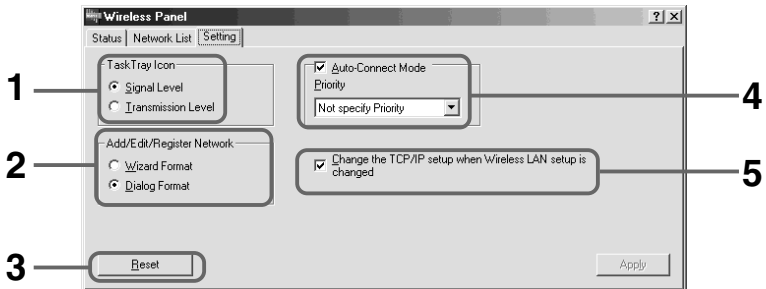 Wireless Panel
? ×
Status Network List Setting
1
TaskTray Icon
Signal Level
Transmission Level
Auto-Connect Mode
Priority
Not specify Priority
4
2
Add/Edit/Register Network
Wizard Format
Dialog Format
Change the TCP/IP setup when Wireless LAN setup is
changed
5
3
Reset
Apply